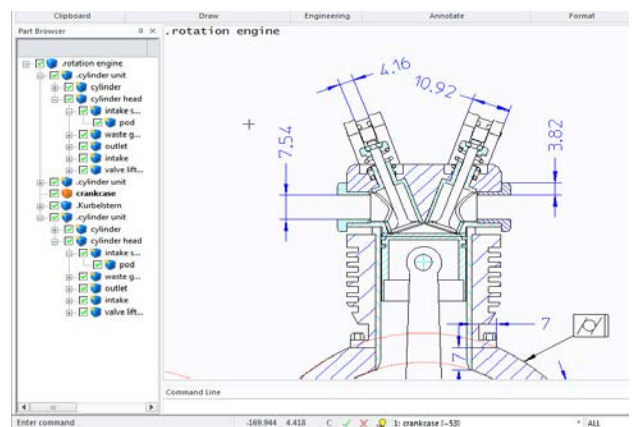 Clipboard Draw Engineering Annotate Format
Part Browser
.rotation engine
.rotation engine
.cylinder unit
cylinder
cylinder head
intake s...
pod
waste g...
outlet
intake
valve lift...
.cylinder unit
crankcase
.Kurbelstern
.cylinder unit
cylinder
cylinder head
intake s...
pod
waste g...
outlet
intake
valve lift...
4.16
10.92
7.54
3.82
7
7
Command Line
Enter command -169.944 4.418 C 1: crankcase [~53] ALL